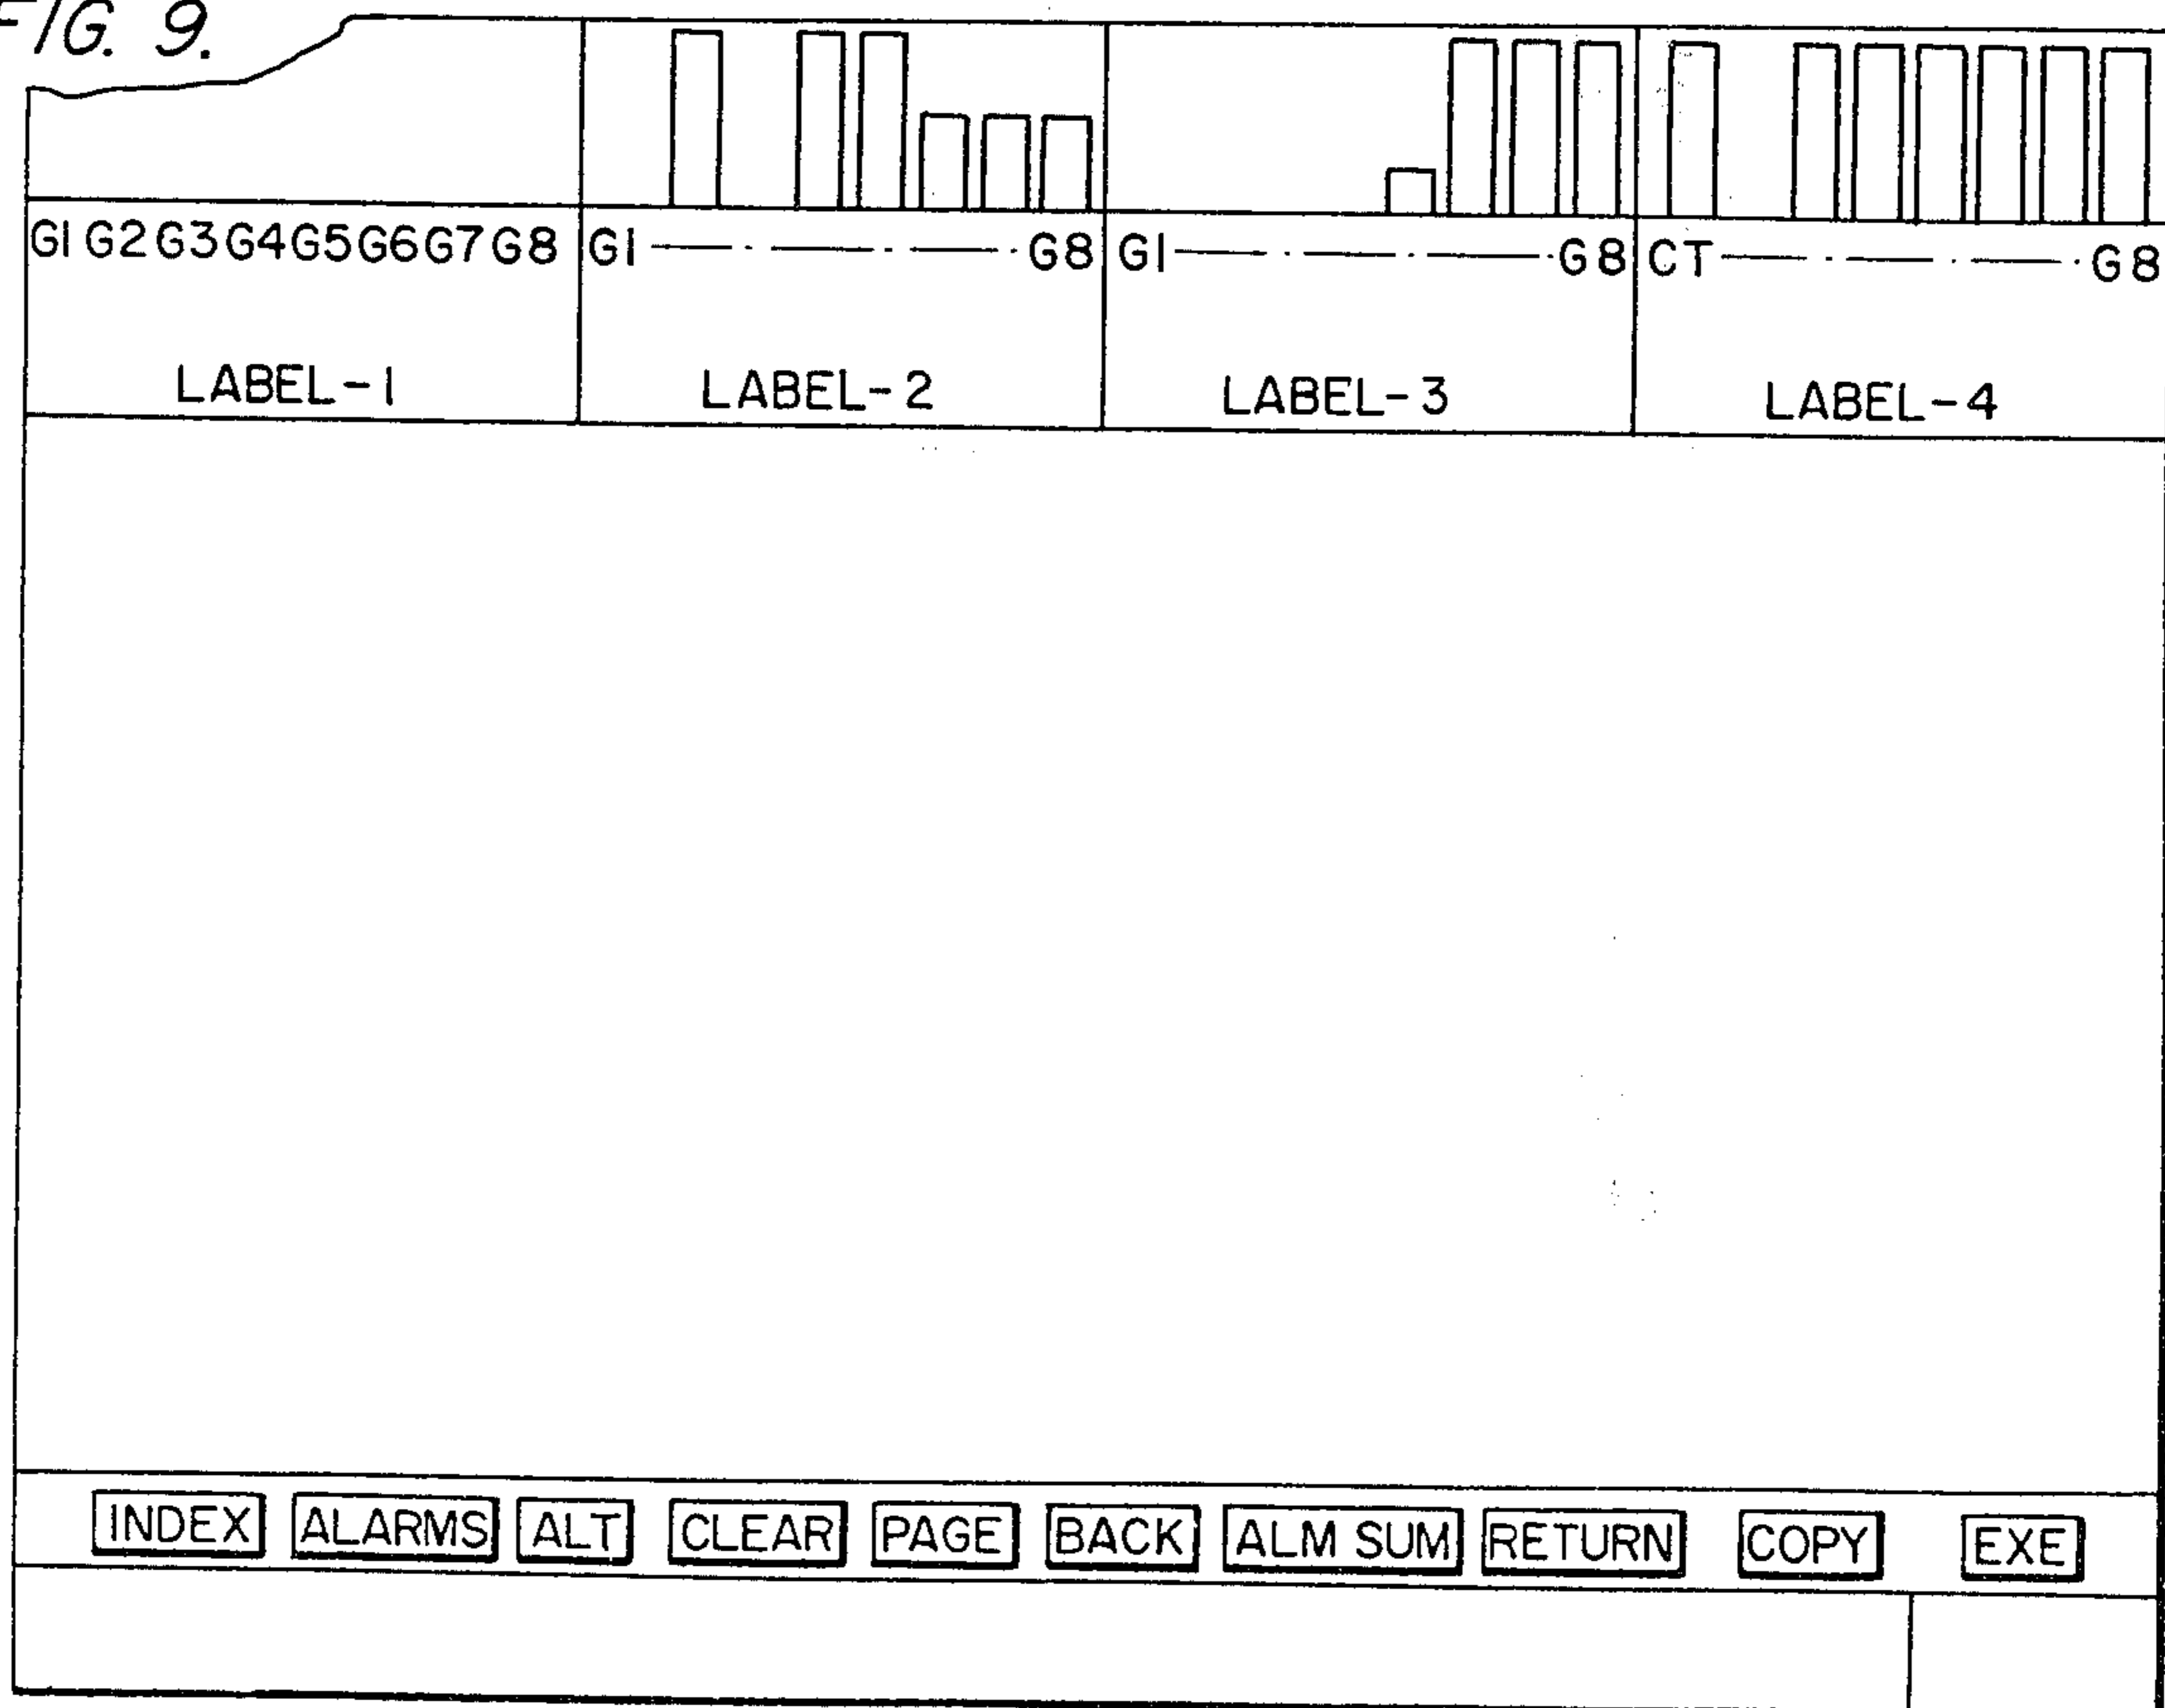 FIG. 9.
G1 G2 G3 G4 G5 G6 G7 G8 G1 G8 G1 G8 CT G8
LABEL-1 LABEL-2 LABEL-3 LABEL-4
INDEX ALARMS ALT CLEAR PAGE BACK ALM SUM RETURN COPY EXE